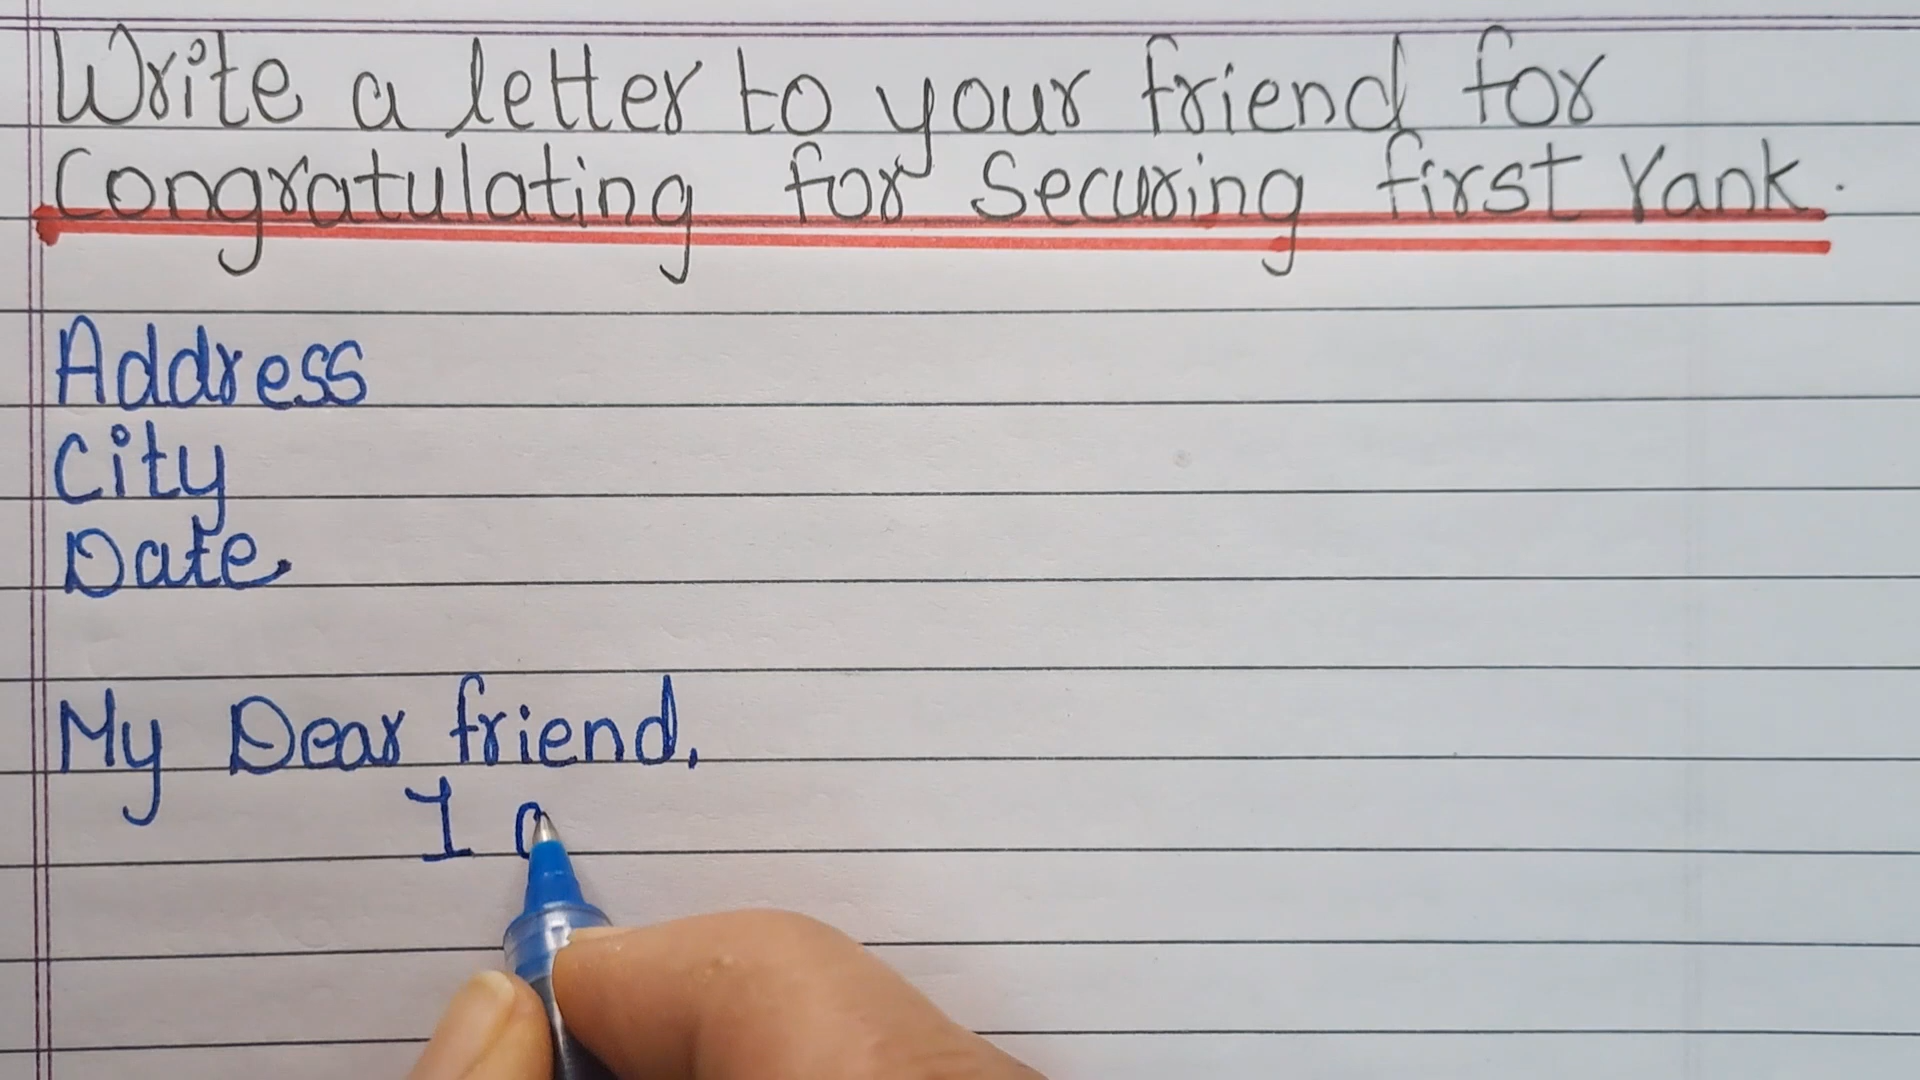 Write a letter to your friend for
Congratulating for Securing first rank.
Address
City
Date.
My Dear friend,
I